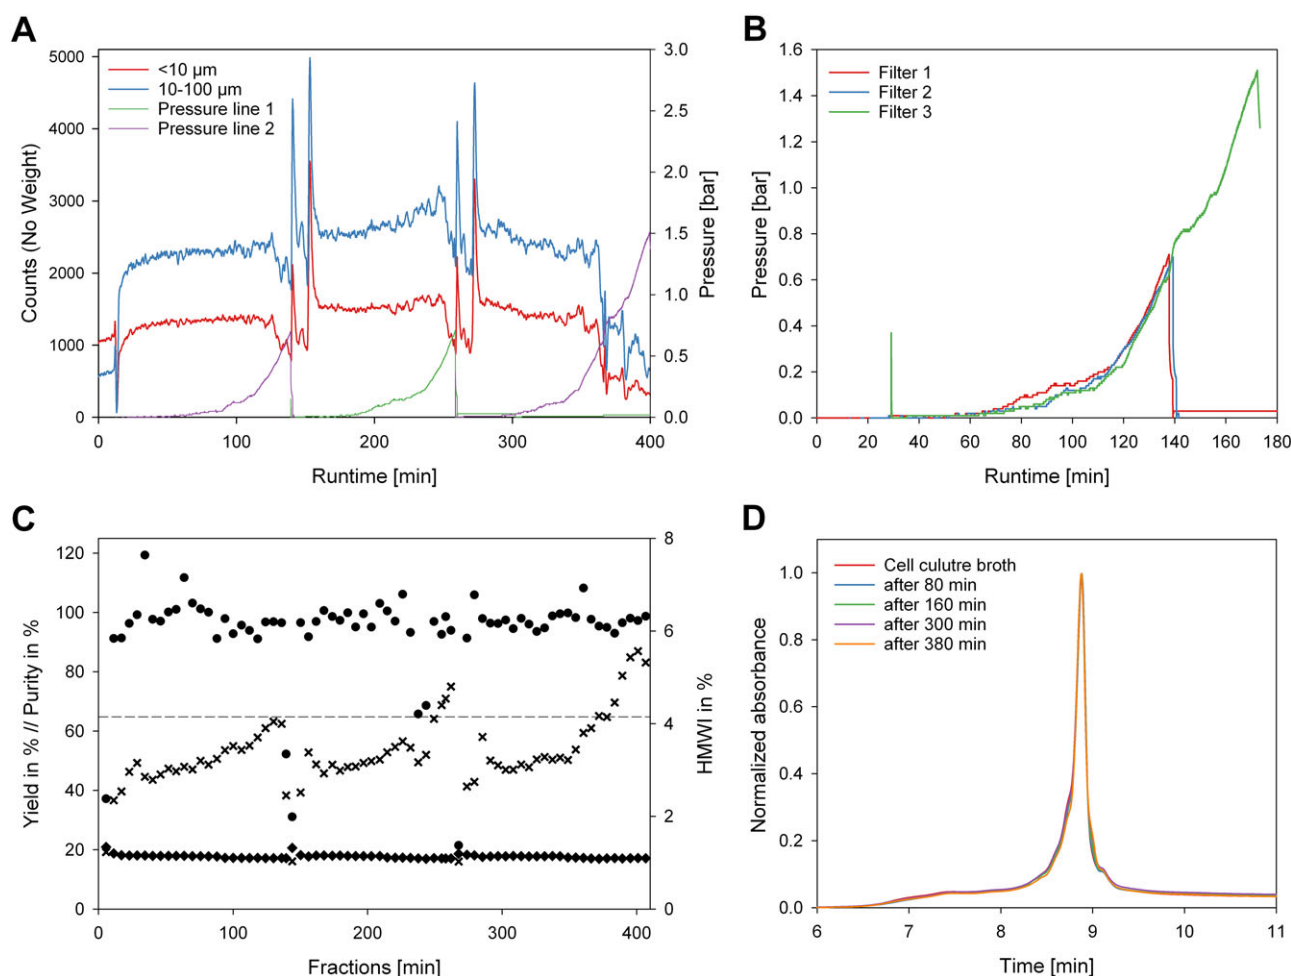 A
Counts (No Weight)
5000
4000
3000
2000
1000
0
<10 µm
10-100 µm
Pressure line 1
Pressure line 2
3.0
2.5
2.0
1.5
1.0
0.5
0.0
Pressure [bar]
0 100 200 300 400
Runtime [min]
B
Pressure [bar]
1.6
1.4
1.2
1.0
0.8
0.6
0.4
0.2
0.0
Filter 1
Filter 2
Filter 3
0 20 40 60 80 100 120 140 160 180
Runtime [min]
C
Yield in % // Purity in %
120
100
80
60
40
20
0
8
6
4
2
0
HMWI in %
0 100 200 300 400
Fractions [min]
D
Normalized absorbance
1.0
0.8
0.6
0.4
0.2
0.0
Cell culutre broth
after 80 min
after 160 min
after 300 min
after 380 min
6 7 8 9 10 11
Time [min]